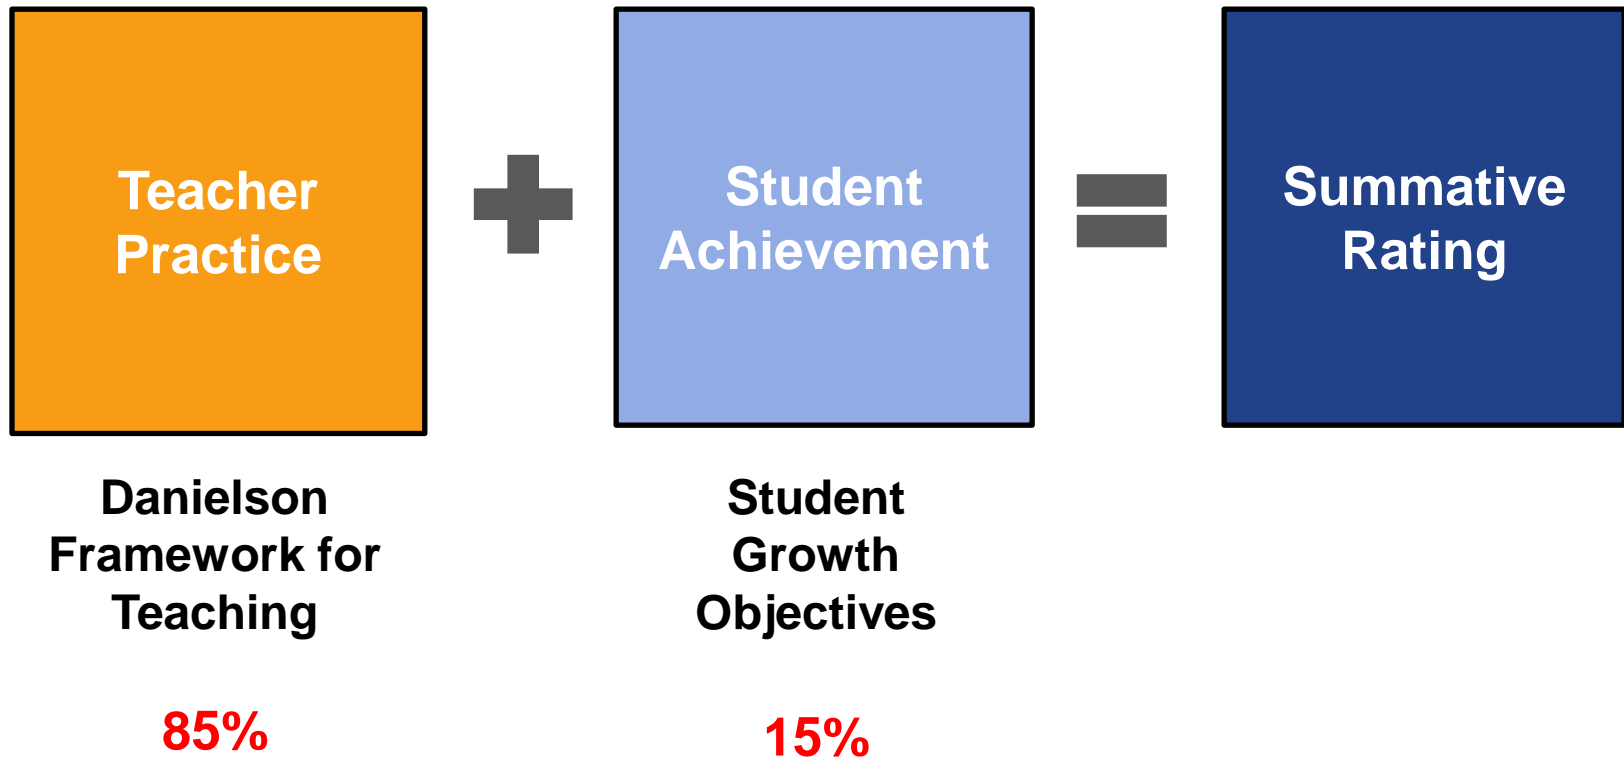 Teacher
Practice
Student
Achievement
Summative
Rating
Danielson
Framework for
Teaching
Student
Growth
Objectives
85%
15%